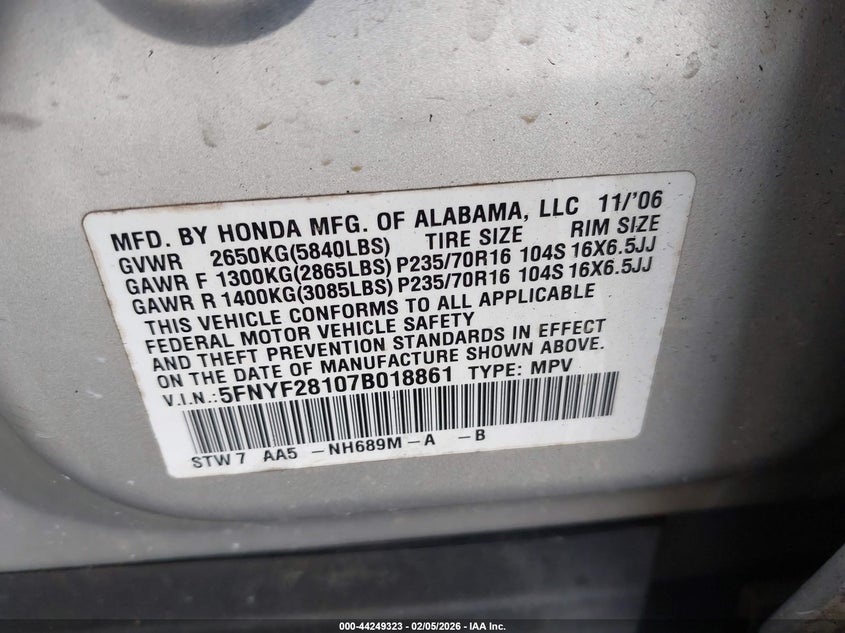 MFD. BY HONDA MFG. OF ALABAMA, LLC 11/'06
GVWR 2650KG(5840LBS) TIRE SIZE RIM SIZE
GAWR F 1300KG(2865LBS) P235/70R16 104S 16X6.5JJ
GAWR R 1400KG(3085LBS) P235/70R16 104S 16X6.5JJ
THIS VEHICLE CONFORMS TO ALL APPLICABLE
FEDERAL MOTOR VEHICLE SAFETY
AND THEFT PREVENTION STANDARDS IN EFFECT
ON THE DATE OF MANUFACTURE SHOWN ABOVE.
V.I.N.:5FNYF28107B018861 TYPE: MPV
STW7 AA5 -NH689M-A -B
000-44249323 - 02/05/2026 - IAA Inc.